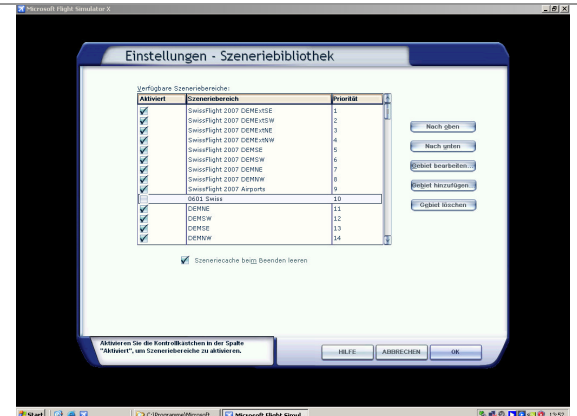 Microsoft Flight Simulator X
Einstellungen - Szeneriebibliothek
Verfügbare Szeneriebereiche:
Aktiviert Szeneriebereich Priorität
SwissFlight 2007 DEMExtSE 1
SwissFlight 2007 DEMExtSW 2
SwissFlight 2007 DEMExtNE 3
SwissFlight 2007 DEMExtNW 4
SwissFlight 2007 DEMSE 5
SwissFlight 2007 DEMSW 6
SwissFlight 2007 DEMNE 7
SwissFlight 2007 DEMNW 8
SwissFlight 2007 Airports 9
0601 Swiss 10
DEMNE 11
DEMSW 12
DEMSE 13
DEMNW 14
Nach oben
Nach unten
Gebiet bearbeiten...
Gebiet hinzufügen...
Gebiet löschen
Szeneriecache beim Beenden leeren
Aktivieren Sie die Kontrollkästchen in der Spalte
"Aktiviert", um Szeneriebereiche zu aktivieren.
HILFE ABBRECHEN OK
Start C:\Programme\Microsoft Microsoft Flight Simul... 13:52